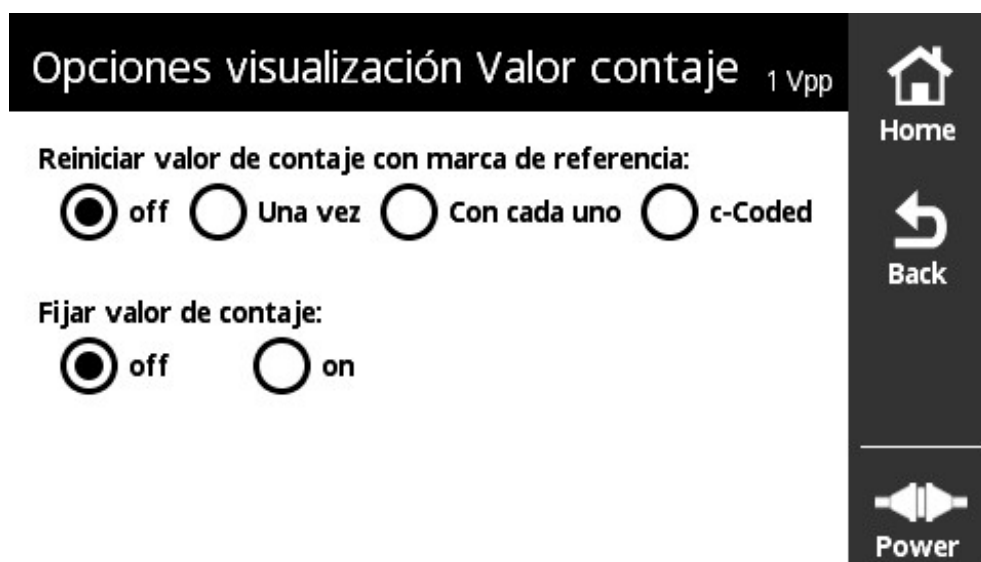 Opciones visualización Valor contaje 1 Vpp
Home
Reiniciar valor de contaje con marca de referencia:
off Una vez Con cada uno c-Coded
Back
Fijar valor de contaje:
off on
Power